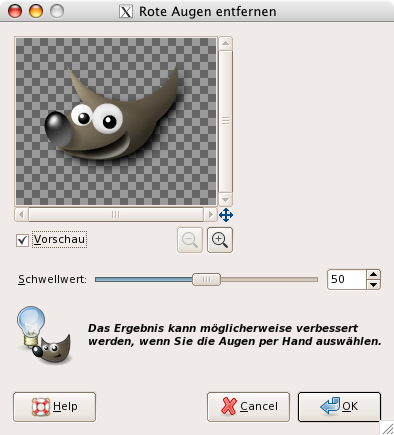 Rote Augen entfernen
Vorschau
Schwellwert: 50
Das Ergebnis kann möglicherweise verbessert
werden, wenn Sie die Augen per Hand auswählen.
Help Cancel OK